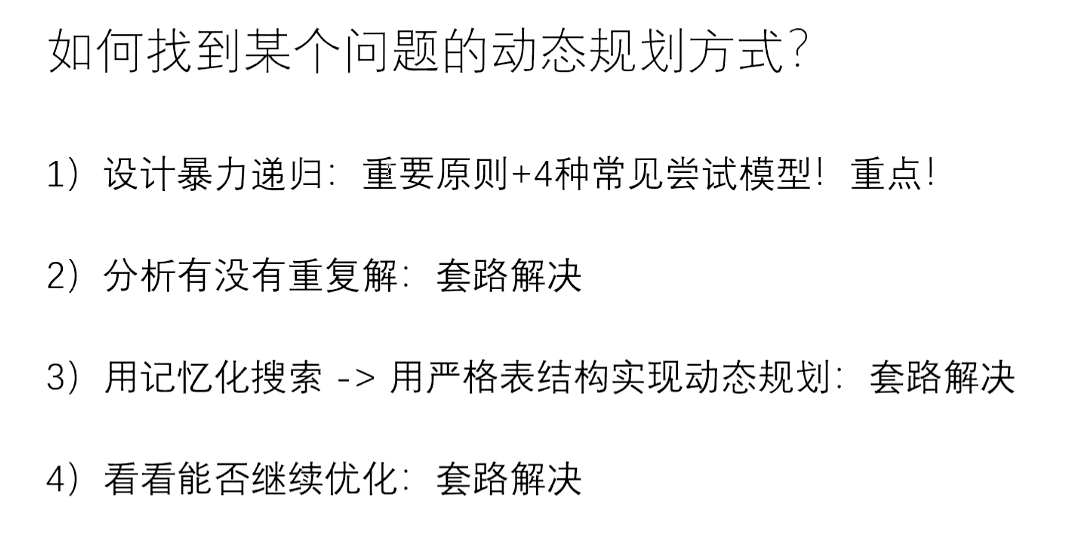 如何找到某个问题的动态规划方式？
1）设计暴力递归：重要原则+4种常见尝试模型！重点！
2）分析有没有重复解：套路解决
3）用记忆化搜索 -> 用严格表结构实现动态规划：套路解决
4）看看能否继续优化：套路解决